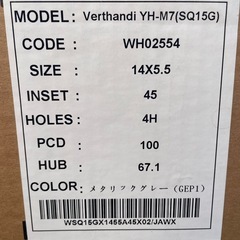 MODEL: Verthandi YH-M7(SQ15G)
CODE : WH02554
SIZE : 14X5.5
INSET : 45
HOLES : 4H
PCD : 100
HUB : 67.1
COLOR : メタリックグレー (GEP1)
WSQ15GX1455A45X02/JAWX